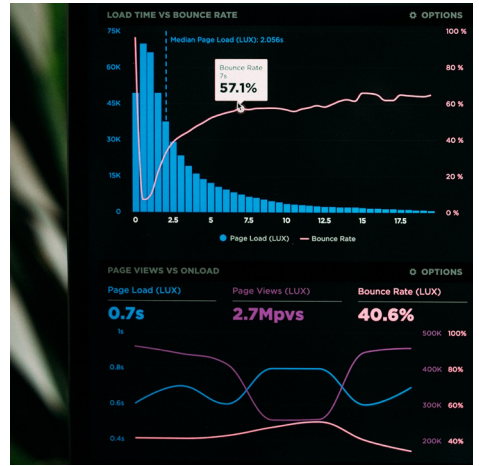 LOAD TIME VS BOUNCE RATE OPTIONS
75K 100 %
Median Page Load (LUX): 2.056s
60K 80 %
Bounce Rate
7s
57.1%
45K 60 %
30K 40 %
15K 20 %
0 0 %
0 2.5 5 7.5 10 12.5 15 17.5
Page Load (LUX) Bounce Rate
PAGE VIEWS VS ONLOAD OPTIONS
Page Load (LUX) Page Views (LUX) Bounce Rate (LUX)
0.7s 2.7Mpvs 40.6%
1s 500K 100%
0.8s 400K 80%
0.6s 300K 60%
0.4s 200K 40%